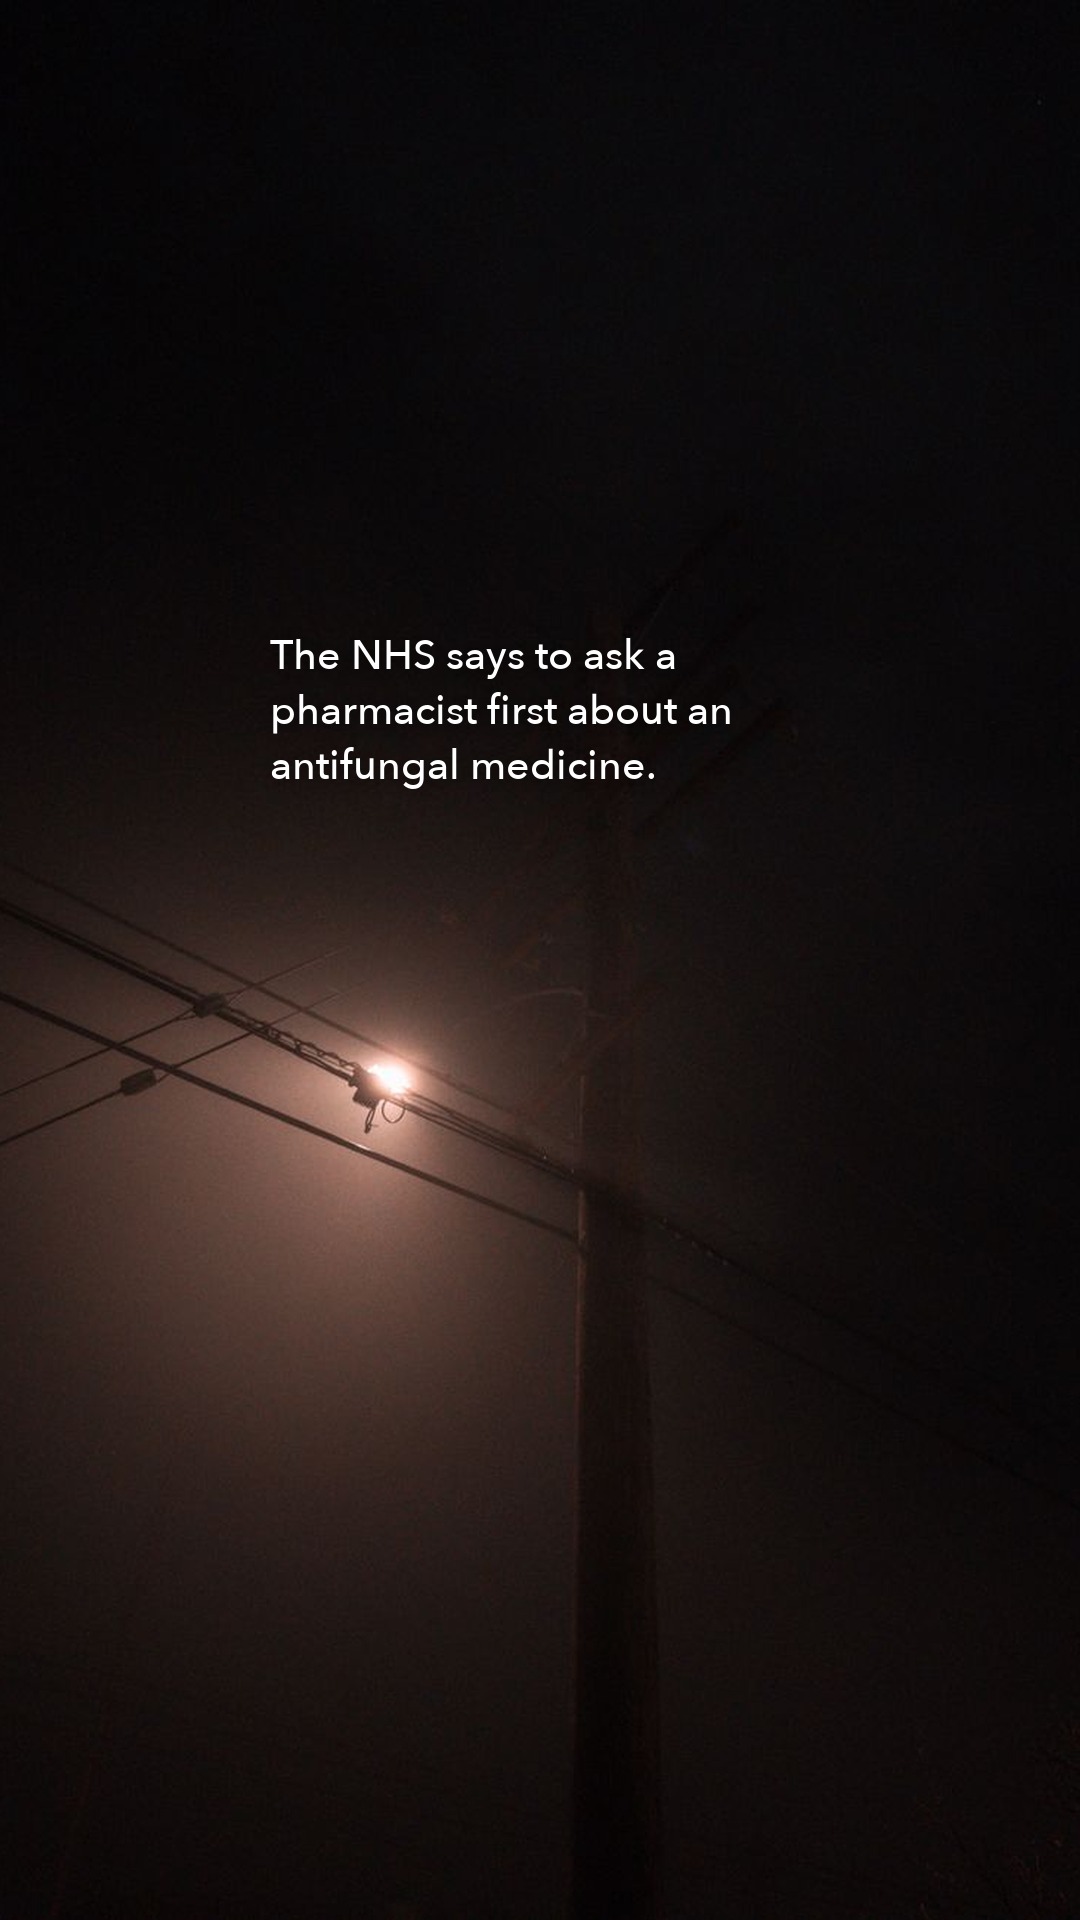 The NHS says to ask a
pharmacist first about an
antifungal medicine.